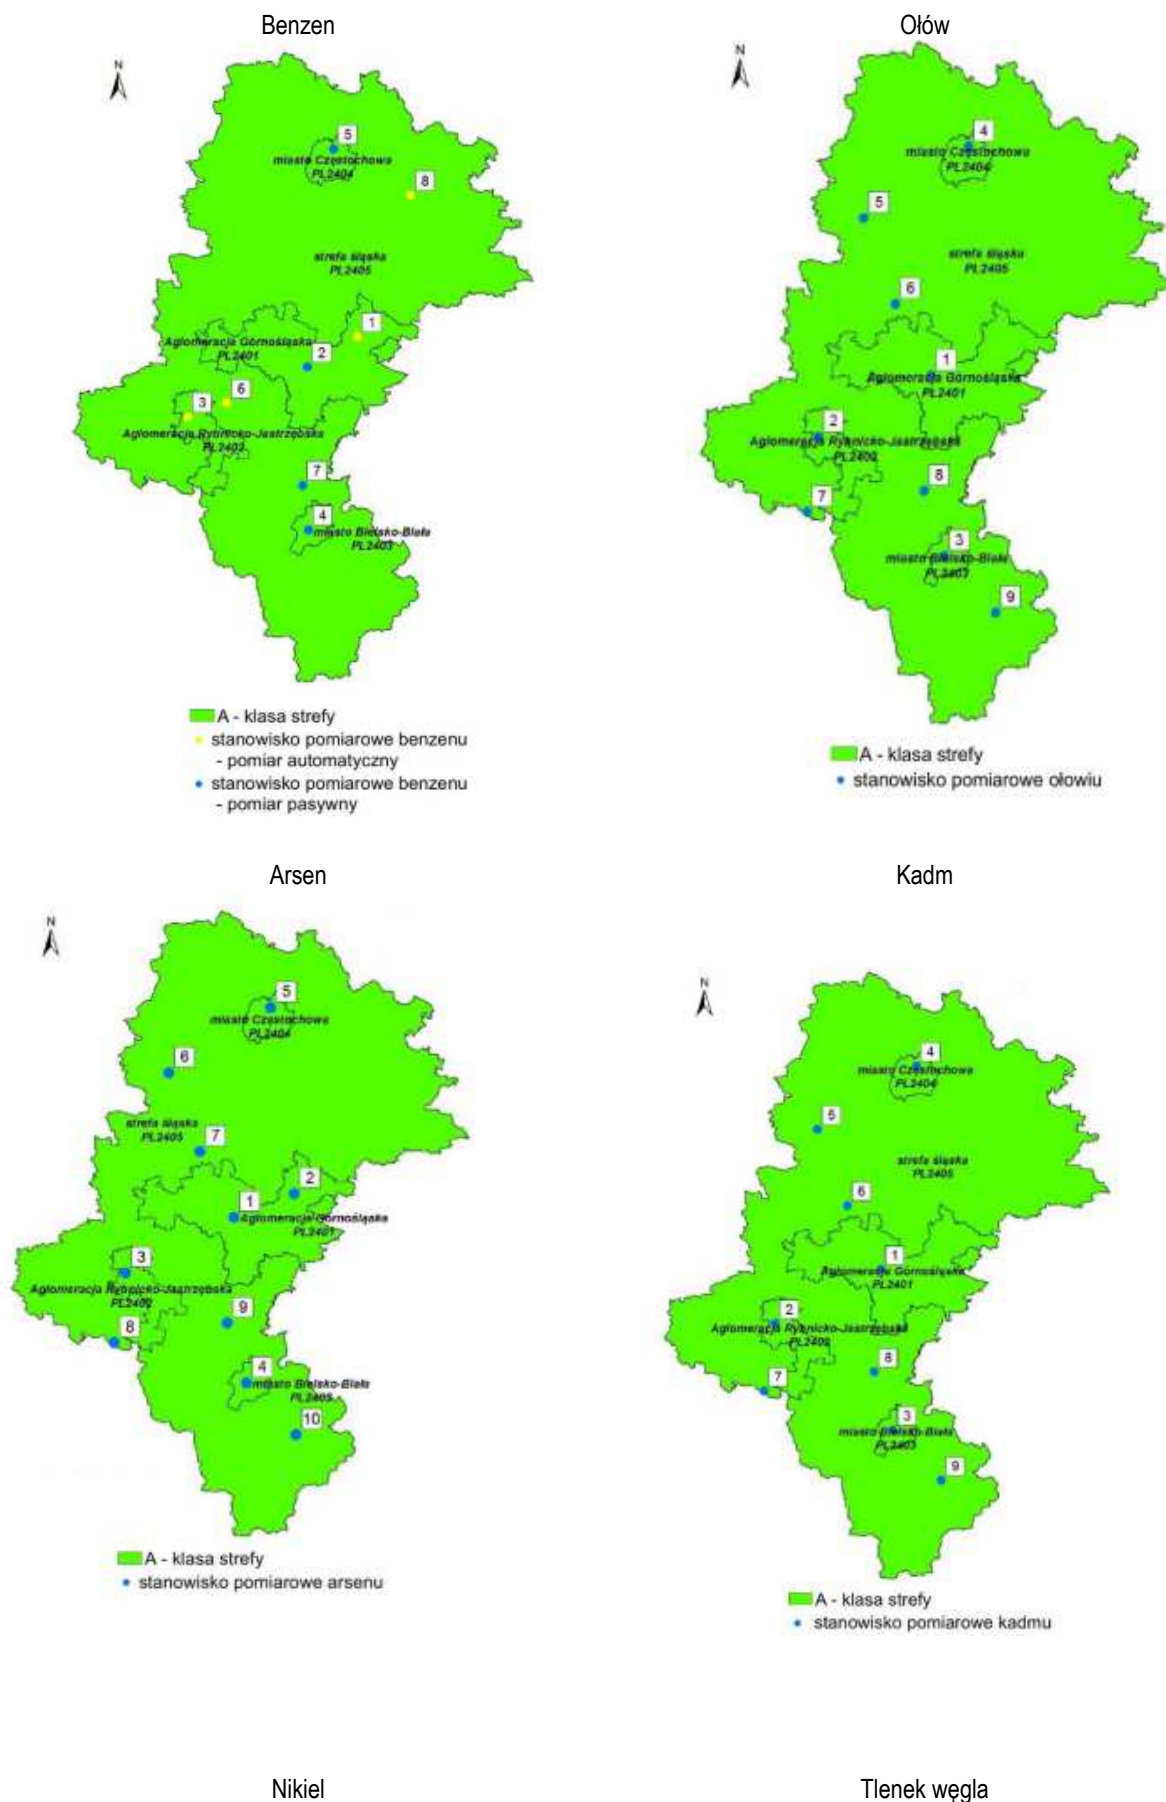 Benzen
N
5
miasto Częstochowa
PL2404
8
strefa śląska
PL2405
1
Aglomeracja Górnośląska
PL2401
2
6
3
Aglomeracja Rybnicko-Jastrzębska
PL2402
7
4
miasto Bielsko-Biała
PL2403
A - klasa strefy
stanowisko pomiarowe benzenu
- pomiar automatyczny
stanowisko pomiarowe benzenu
- pomiar pasywny
Ołów
N
4
miasto Częstochowa
PL2404
5
strefa śląska
PL2405
6
1
Aglomeracja Górnośląska
PL2401
2
Aglomeracja Rybnicko-Jastrzębska
PL2402
8
7
3
miasto Bielsko-Biała
PL2403
9
A - klasa strefy
stanowisko pomiarowe ołowiu
Arsen
N
5
miasto Częstochowa
PL2404
6
strefa śląska
PL2405
7
2
1
Aglomeracja Górnośląska
PL2401
3
Aglomeracja Rybnicko-Jastrzębska
PL2402
9
8
4
miasto Bielsko-Biała
10
A - klasa strefy
stanowisko pomiarowe arsenu
Kadm
N
4
miasto Częstochowa
PL2404
5
strefa śląska
PL2405
6
1
Aglomeracja Górnośląska
PL2401
2
Aglomeracja Rybnicko-Jastrzębska
PL2402
8
7
3
miasto Bielsko-Biała
PL2403
9
A - klasa strefy
stanowisko pomiarowe kadmu
Nikiel
Tlenek węgla